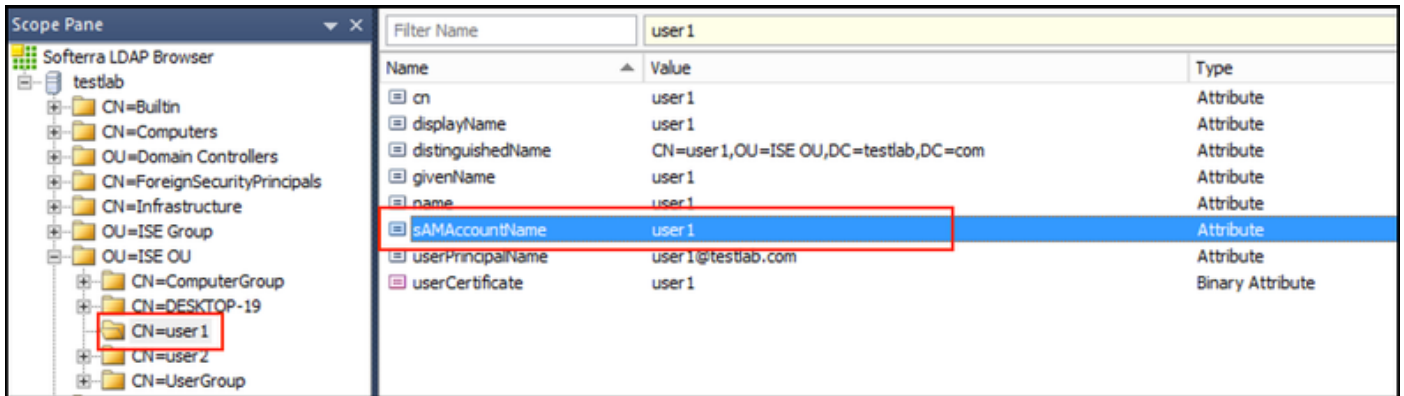 Scope Pane
Softerra LDAP Browser
testlab
CN=Builtin
CN=Computers
OU=Domain Controllers
CN=ForeignSecurityPrincipals
CN=Infrastructure
OU=ISE Group
OU=ISE OU
CN=ComputerGroup
CN=DESKTOP-19
CN=user1
CN=user2
CN=UserGroup
Filter Name user1
Name Value Type
cn user1 Attribute
displayName user1 Attribute
distinguishedName CN=user1,OU=ISE OU,DC=testlab,DC=com Attribute
givenName user1 Attribute
name user1 Attribute
sAMAccountName user1 Attribute
userPrincipalName user1@testlab.com Attribute
userCertificate user1 Binary Attribute